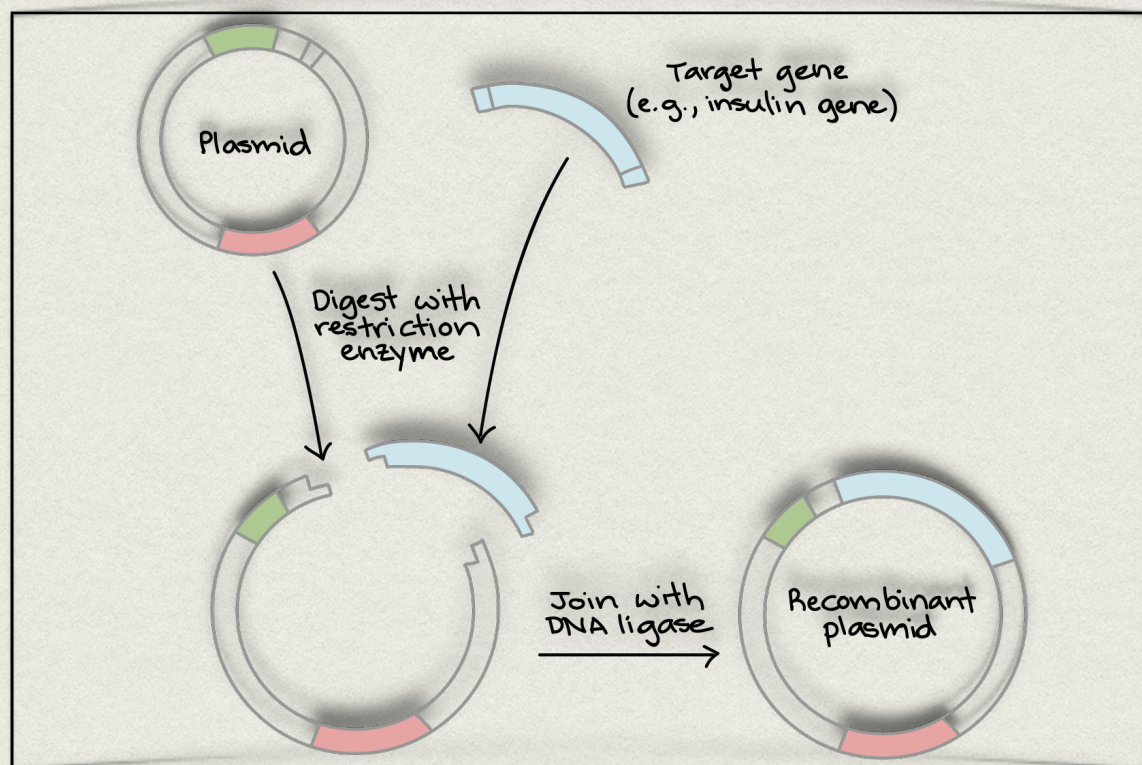 Plasmid
Target gene
(e.g., insulin gene)
Digest with
restriction
enzyme
Join with
DNA ligase
Recombinant
plasmid